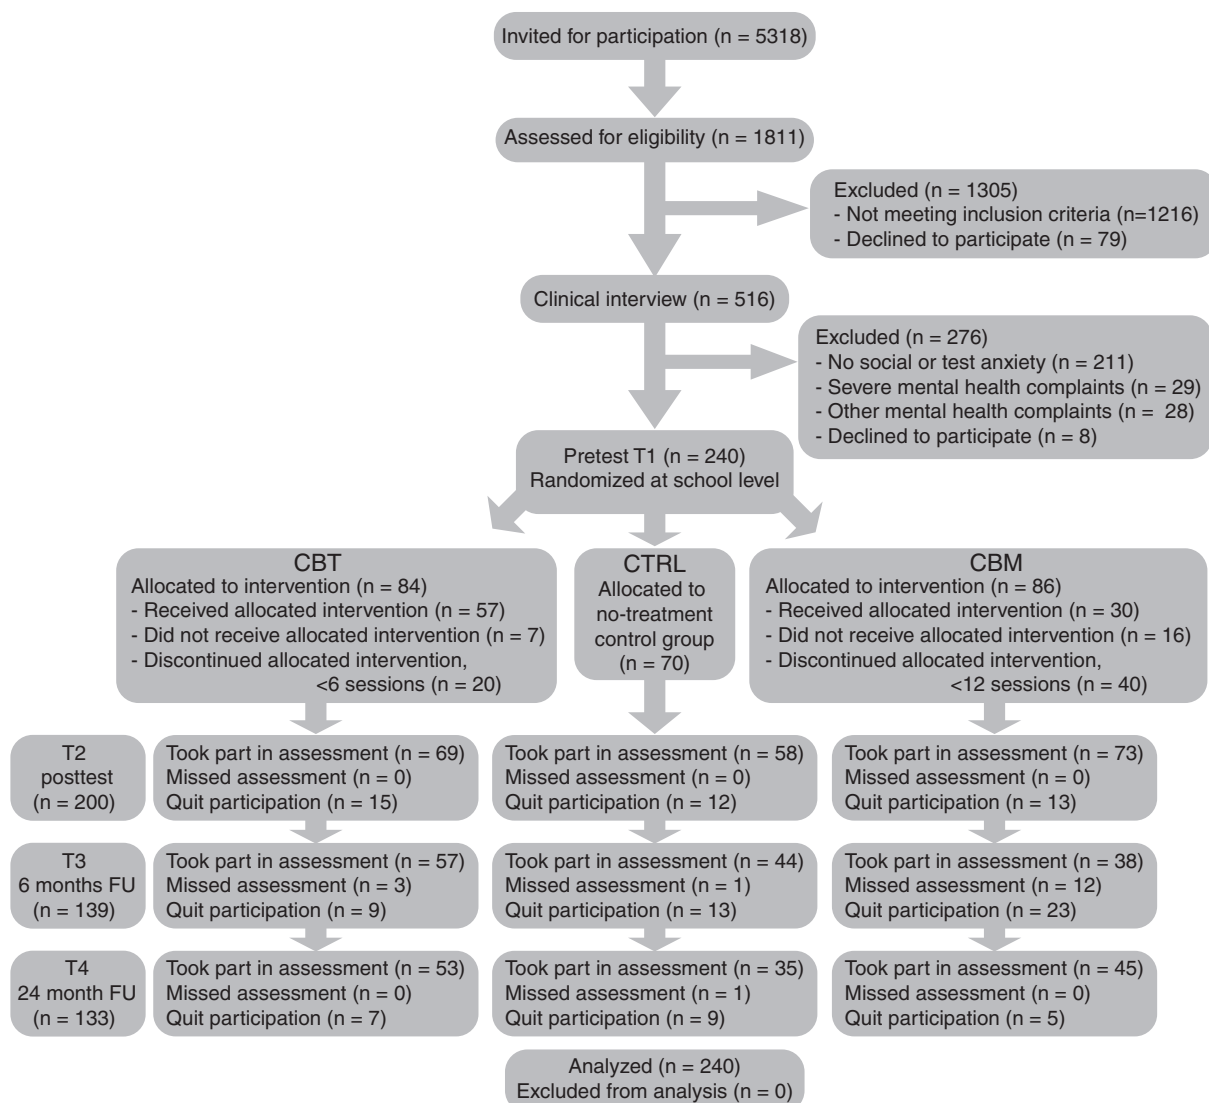 Invited for participation (n = 5318)
Assessed for eligibility (n = 1811)
Excluded (n = 1305)
- Not meeting inclusion criteria (n=1216)
- Declined to participate (n = 79)
Clinical interview (n = 516)
Excluded (n = 276)
- No social or test anxiety (n = 211)
- Severe mental health complaints (n = 29)
- Other mental health complaints (n =  28)
- Declined to participate (n = 8)
Pretest T1 (n = 240)
Randomized at school level
CBT
Allocated to intervention (n = 84)
- Received allocated intervention (n = 57)
- Did not receive allocated intervention (n = 7)
- Discontinued allocated intervention,
<6 sessions (n = 20)
CTRL
Allocated to
no-treatment
control group
(n = 70)
CBM
Allocated to intervention (n = 86)
- Received allocated intervention (n = 30)
- Did not receive allocated intervention (n = 16)
- Discontinued allocated intervention,
<12 sessions (n = 40)
T2
posttest
(n = 200)
Took part in assessment (n = 69)
Missed assessment (n = 0)
Quit participation (n = 15)
Took part in assessment (n = 58)
Missed assessment (n = 0)
Quit participation (n = 12)
Took part in assessment (n = 73)
Missed assessment (n = 0)
Quit participation (n = 13)
T3
6 months FU
(n = 139)
Took part in assessment (n = 57)
Missed assessment (n = 3)
Quit participation (n = 9)
Took part in assessment (n = 44)
Missed assessment (n = 1)
Quit participation (n = 13)
Took part in assessment (n = 38)
Missed assessment (n = 12)
Quit participation (n = 23)
T4
24 month FU
(n = 133)
Took part in assessment (n = 53)
Missed assessment (n = 0)
Quit participation (n = 7)
Took part in assessment (n = 35)
Missed assessment (n = 1)
Quit participation (n = 9)
Took part in assessment (n = 45)
Missed assessment (n = 0)
Quit participation (n = 5)
Analyzed (n = 240)
Excluded from analysis (n = 0)